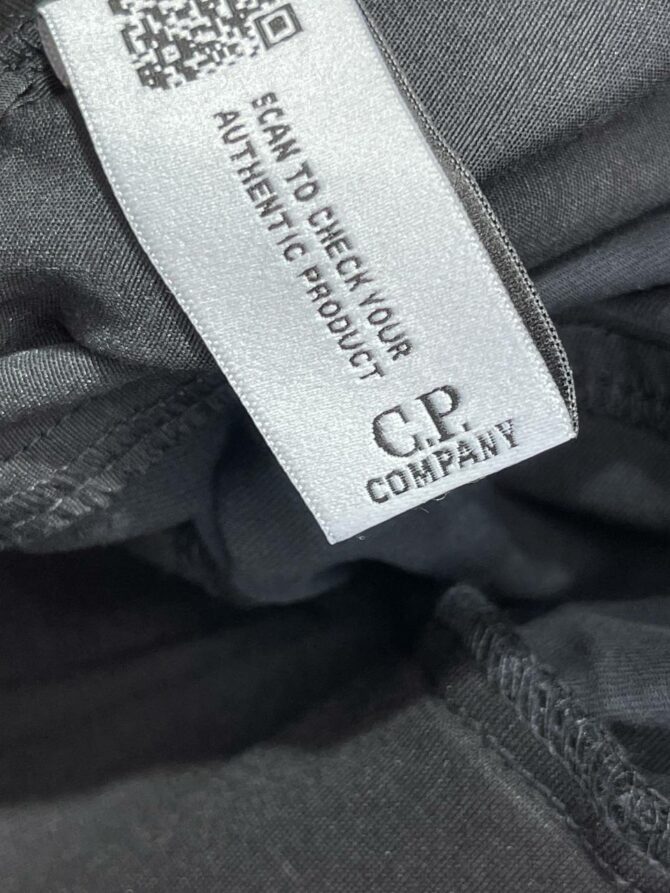 SCAN TO CHECK YOUR
AUTHENTIC PRODUCT
C.P.
COMPANY